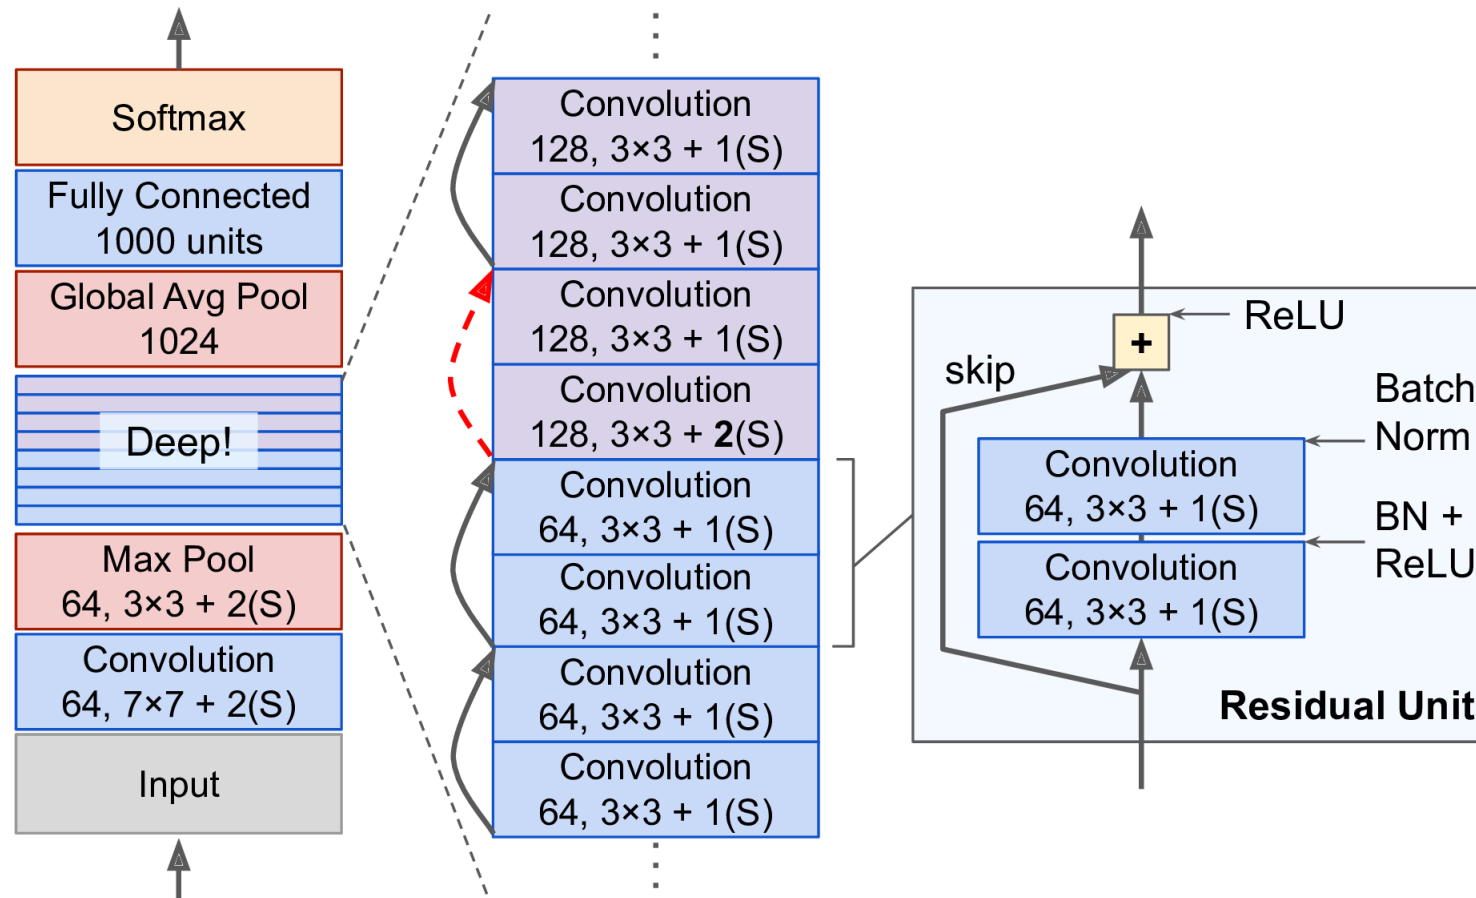 Softmax
Fully Connected
1000 units
Global Avg Pool
1024
Deep!
Max Pool
64, 3×3 + 2(S)
Convolution
64, 7×7 + 2(S)
Input
Convolution
128, 3×3 + 1(S)
Convolution
128, 3×3 + 1(S)
Convolution
128, 3×3 + 1(S)
Convolution
128, 3×3 + 2(S)
Convolution
64, 3×3 + 1(S)
Convolution
64, 3×3 + 1(S)
Convolution
64, 3×3 + 1(S)
Convolution
64, 3×3 + 1(S)
ReLU
+
skip
Batch
Norm
Convolution
64, 3×3 + 1(S)
BN +
ReLU
Convolution
64, 3×3 + 1(S)
Residual Unit